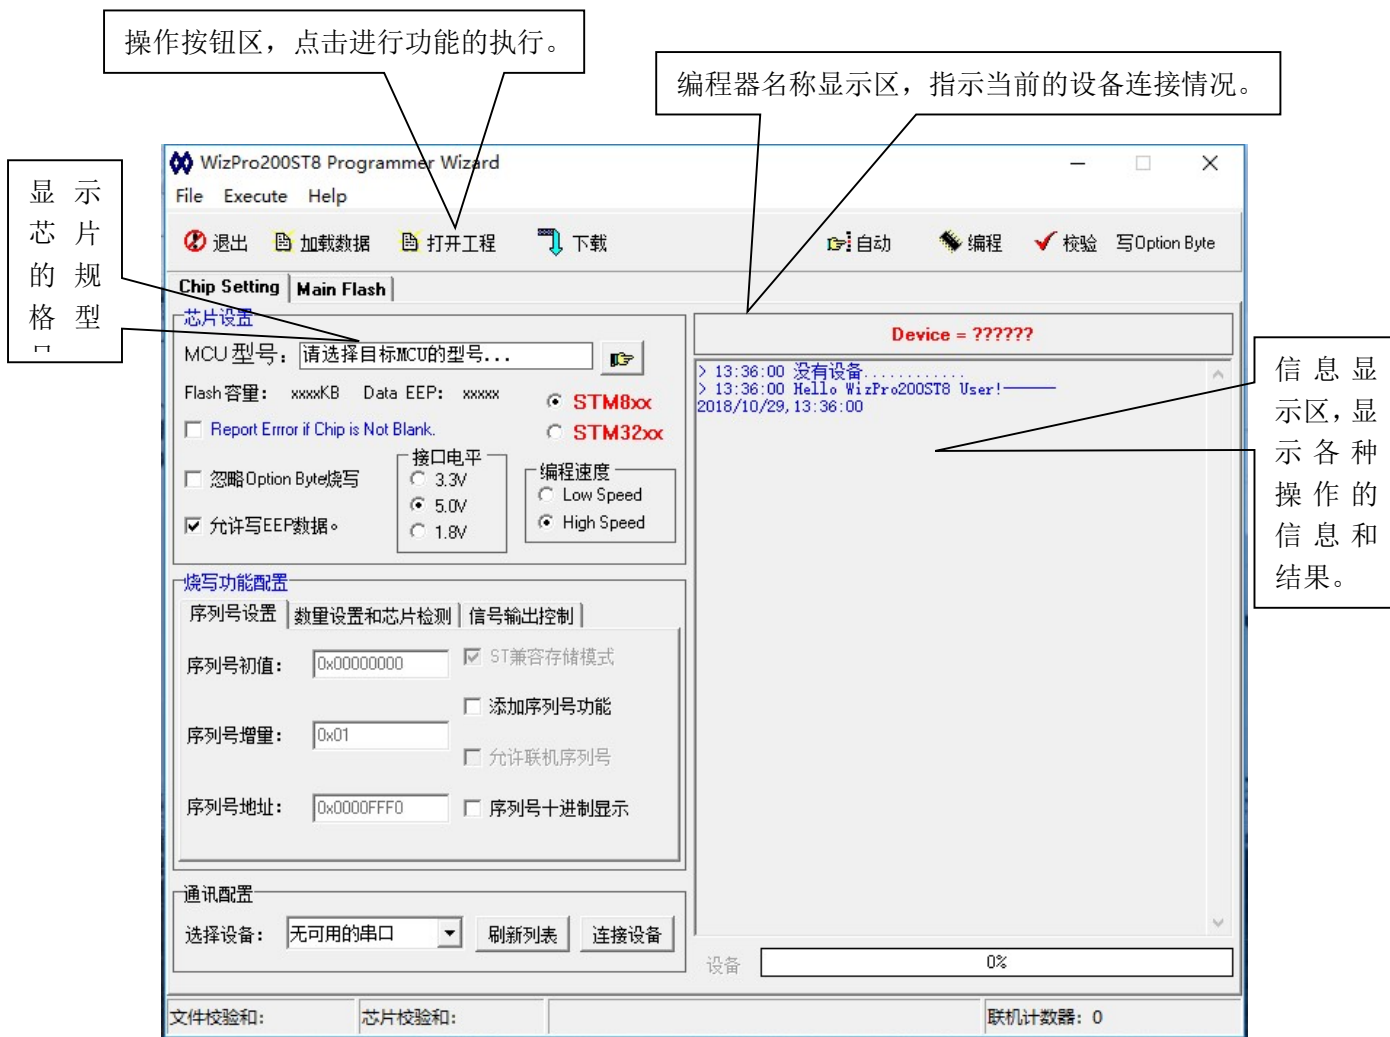 操作按钮区，点击进行功能的执行。
编程器名称显示区，指示当前的设备连接情况。
显示
芯片
的规
格型
WizPro200ST8 Programmer Wizard
File Execute Help
退出 加载数据 打开工程 下载 自动 编程 校验 写Option Byte
Chip Setting Main Flash
芯片设置
MCU型号: 请选择目标MCU的型号...
Flash容量: xxxxKB Data EEP: xxxxx
STM8xx
Report Errror if Chip is Not Blank.
STM32xx
忽略Option Byte烧写
允许写EEP数据。
接口电平
3.3V
5.0V
1.8V
编程速度
Low Speed
High Speed
烧写功能配置
序列号设置 数量设置和芯片检测 信号输出控制
序列号初值: 0x00000000 ST兼容存储模式
添加序列号功能
序列号增量: 0x01
允许联机序列号
序列号地址: 0x0000FFF0 序列号十进制显示
通讯配置
选择设备: 无可用的串口 刷新列表 连接设备
Device = ??????
> 13:36:00 没有设备............
> 13:36:00 Hello WizPro200ST8 User!———
2018/10/29,13:36:00
信息显
示区，显
示各种
操作的
信息和
结果。
设备 0%
文件校验和: 芯片校验和: 联机计数器: 0